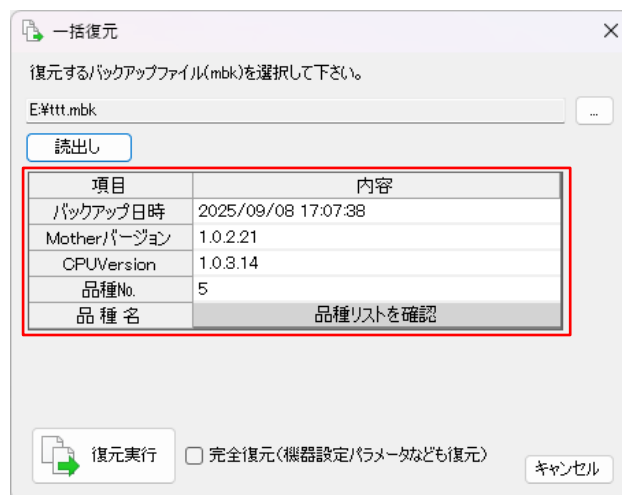 一括復元
復元するバックアップファイル(mbk)を選択して下さい。
E:¥ttt.mbk
...
読出し
項目 内容
バックアップ日時 2025/09/08 17:07:38
Motherバージョン 1.0.2.21
CPUVersion 1.0.3.14
品種No. 5
品 種 名 品種リストを確認
復元実行 完全復元(機器設定パラメータなども復元)
キャンセル